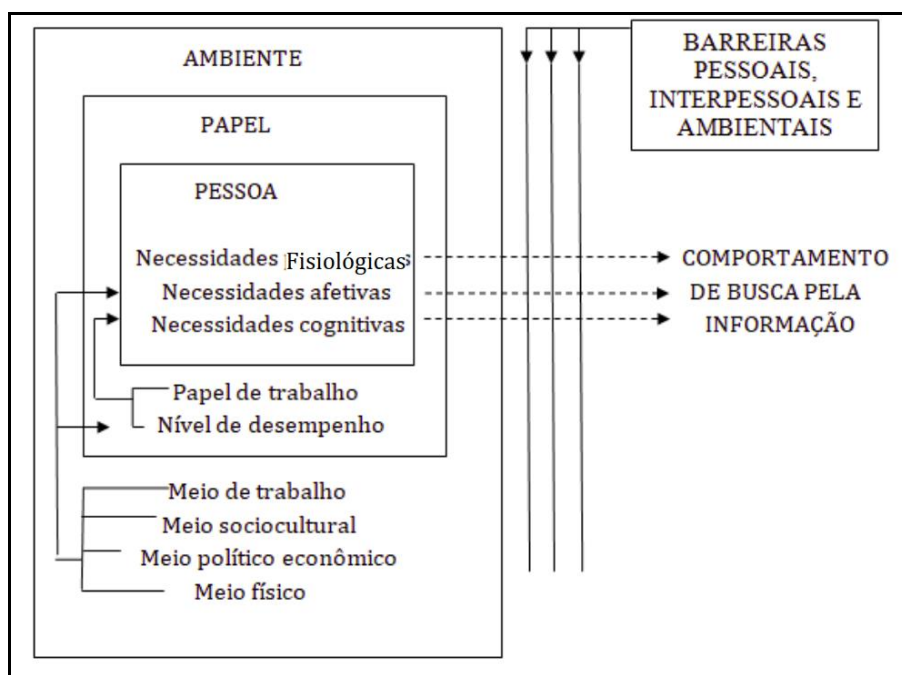 AMBIENTE
PAPEL
PESSOA
Necessidades Fisiológicas
Necessidades afetivas
Necessidades cognitivas
Papel de trabalho
Nível de desempenho
Meio de trabalho
Meio sociocultural
Meio político econômico
Meio físico
BARREIRAS
PESSOAIS,
INTERPESSOAIS E
AMBIENTAIS
COMPORTAMENTO
DE BUSCA PELA
INFORMAÇÃO